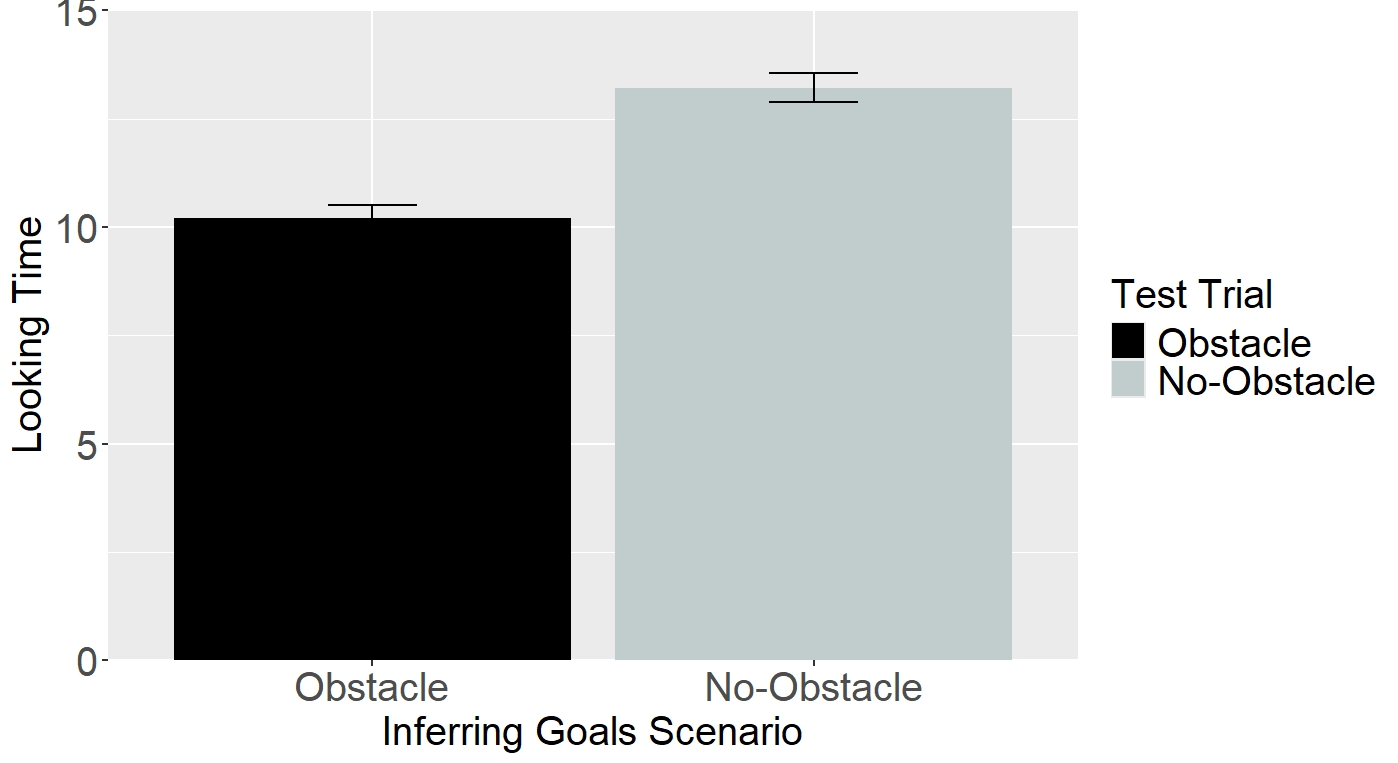 15
10
5
0
Looking Time
Obstacle
No-Obstacle
Inferring Goals Scenario
Test Trial
Obstacle
No-Obstacle